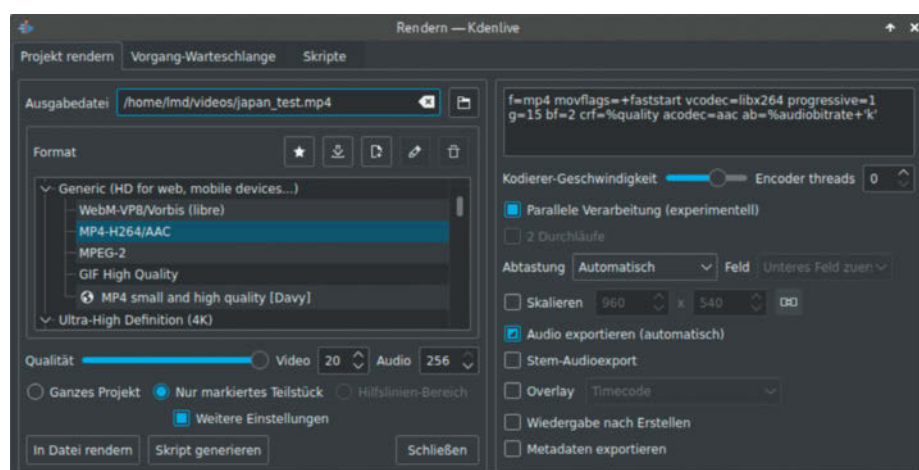 Rendern — Kdenlive
Projekt rendern Vorgang-Warteschlange Skripte
Ausgabedatei /home/lmd/videos/japan_test.mp4
Format
Generic (HD for web, mobile devices...)
WebM-VP8/Vorbis (libre)
MP4-H264/AAC
MPEG-2
GIF High Quality
MP4 small and high quality [Davy]
Ultra-High Definition (4K)
Qualität Video 20 Audio 256
Ganzes Projekt Nur markiertes Teilstück Hilfslinien-Bereich
Weitere Einstellungen
In Datei rendern Skript generieren Schließen
f=mp4 movflags=+faststart vcodec=libx264 progressive=1
g=15 bf=2 crf=%quality acodec=aac ab=%audiobitrate+'k'
Kodierer-Geschwindigkeit Encoder threads 0
Parallele Verarbeitung (experimentell)
2 Durchläufe
Abtastung Automatisch Feld Unteres Feld zuers
Skalieren 960 x 540
Audio exportieren (automatisch)
Stem-Audioexport
Overlay Timecode
Wiedergabe nach Erstellen
Metadaten exportieren